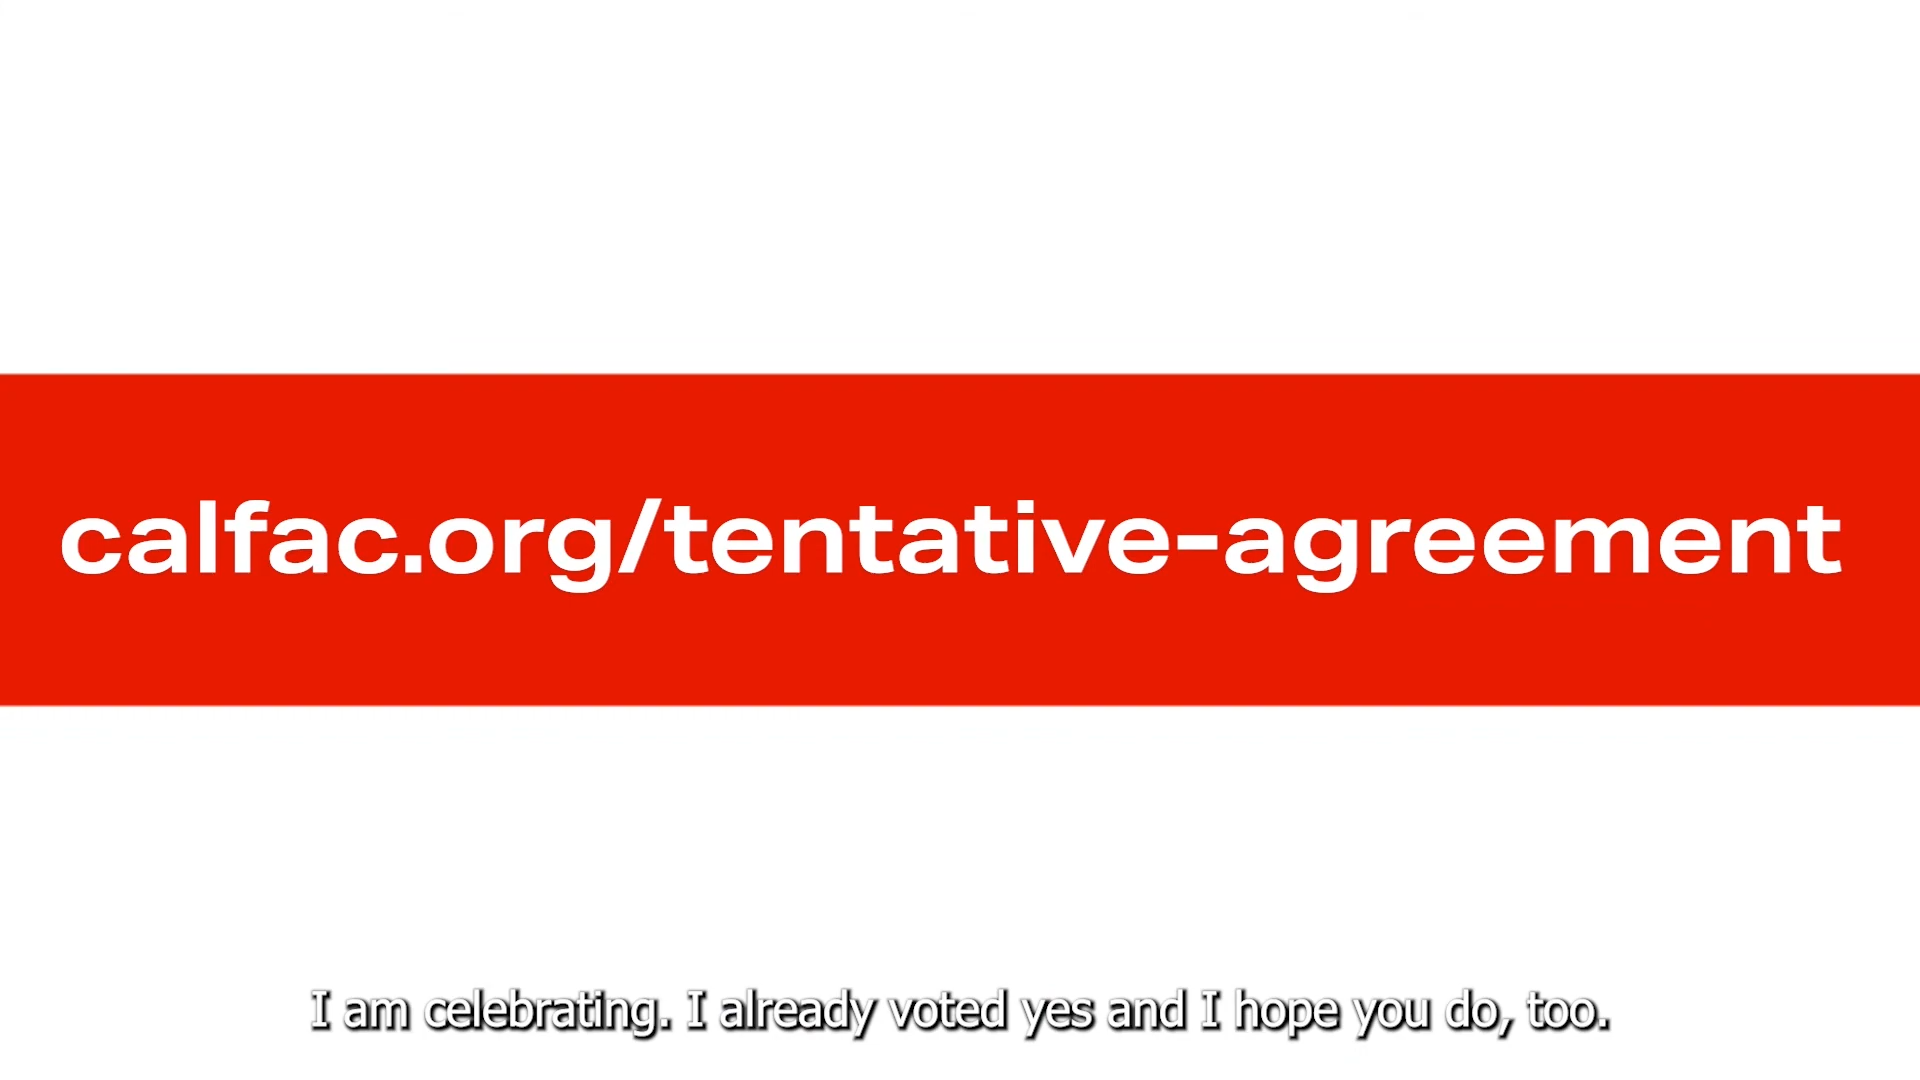 calfac.org/tentative-agreement
I am celebrating. I already voted yes and I hope you do, too.